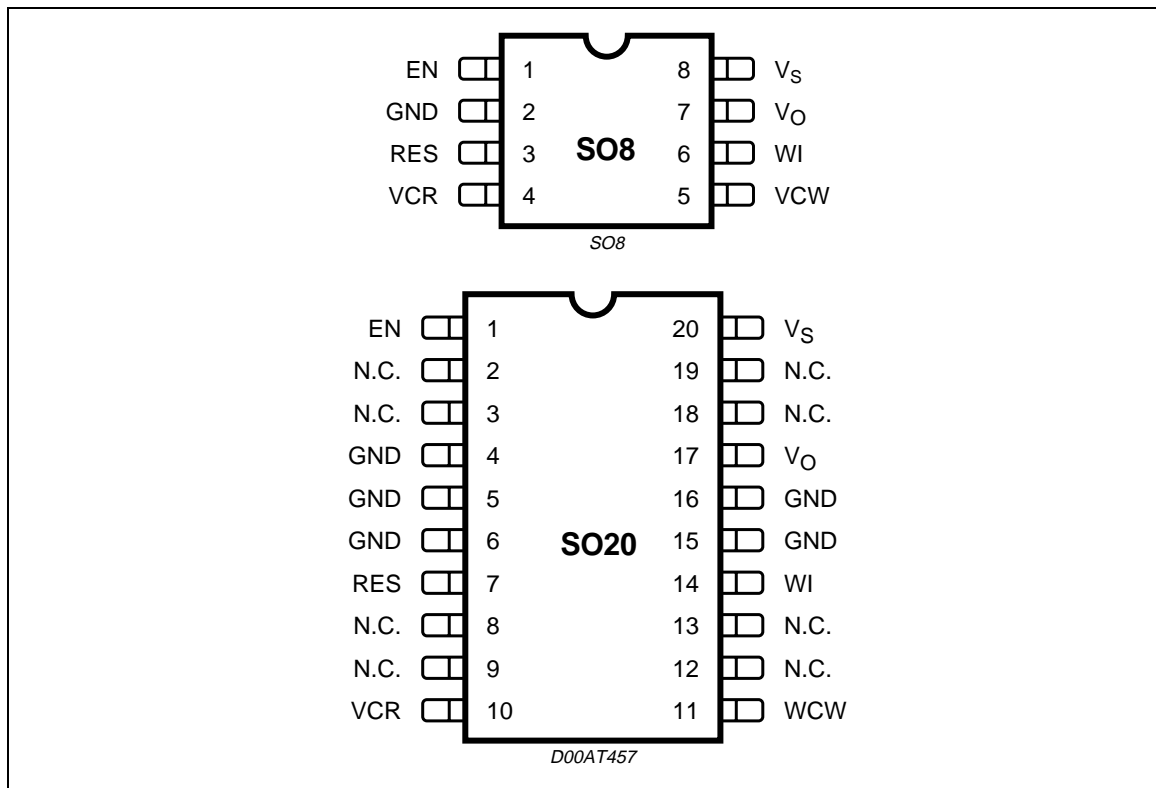 EN 1 8 VS
GND 2 7 VO
SO8
RES 3 6 WI
VCR 4 5 VCW
SO8
EN 1 20 VS
N.C. 2 19 N.C.
N.C. 3 18 N.C.
GND 4 17 VO
GND 5 16 GND
GND 6 SO20 15 GND
RES 7 14 WI
N.C. 8 13 N.C.
N.C. 9 12 N.C.
VCR 10 11 WCW
D00AT457